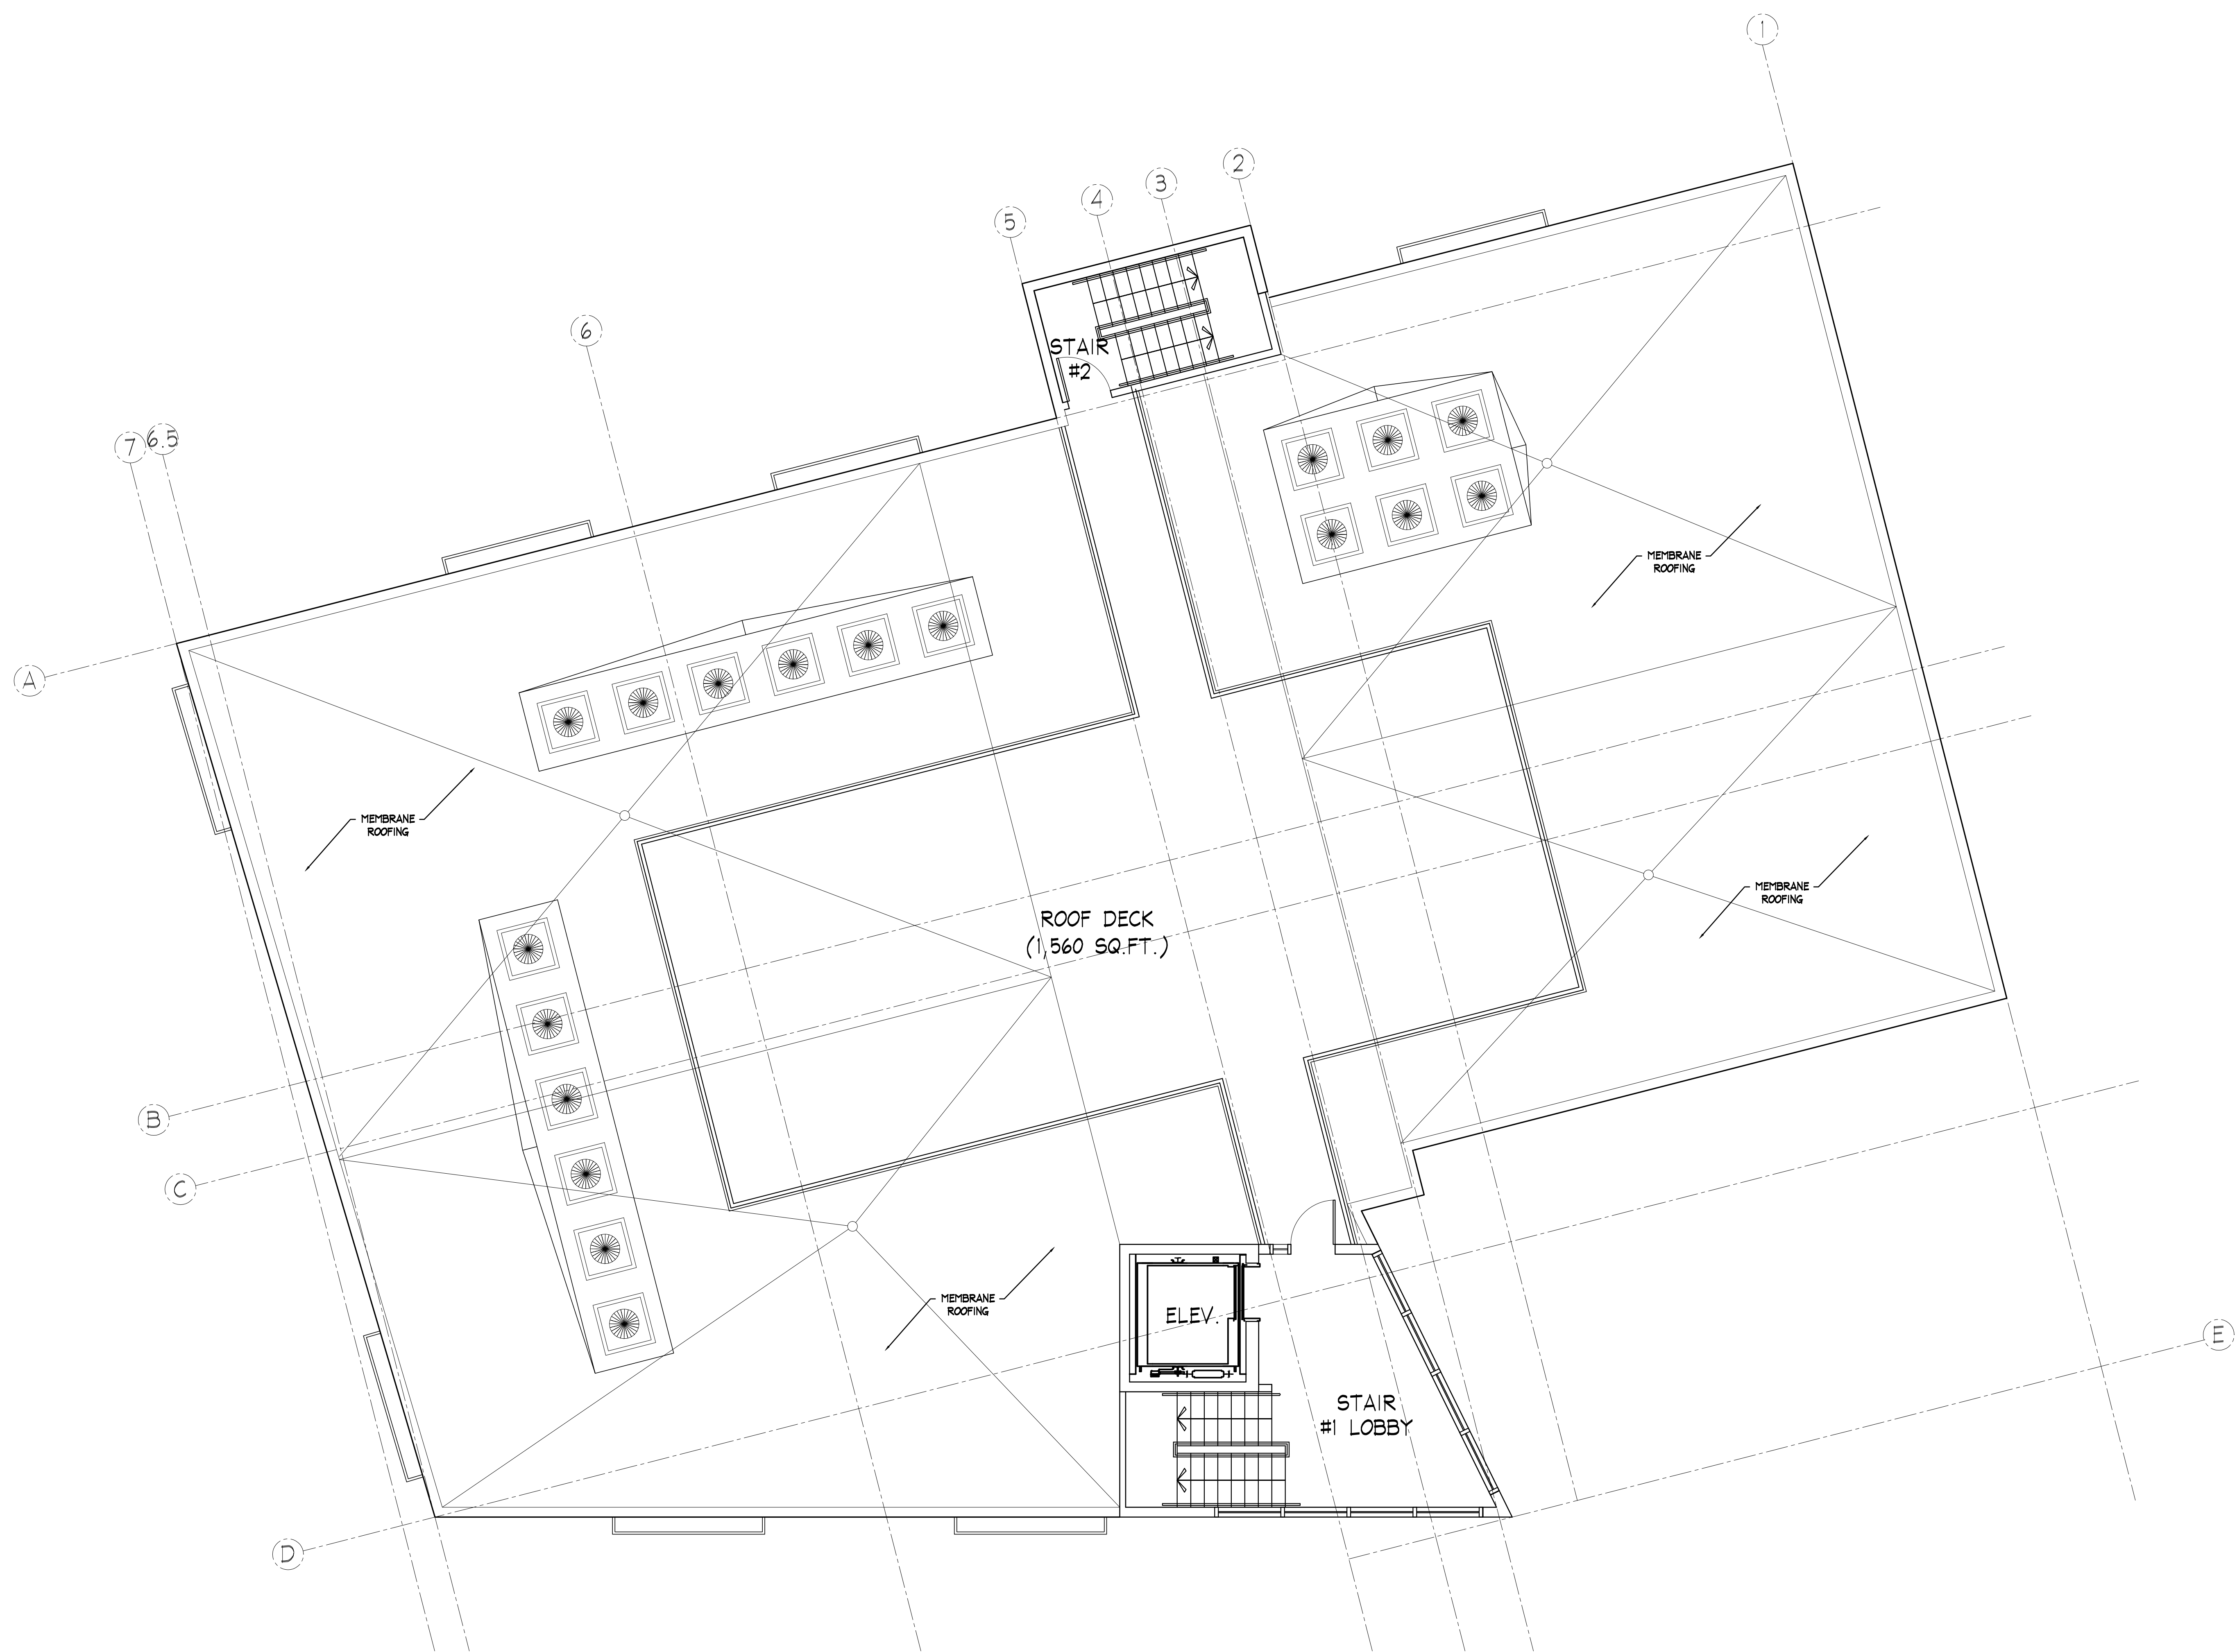 1
2
3
4
5
STAIR
#2
6
6.5
7
MEMBRANE
ROOFING
A
MEMBRANE
ROOFING
MEMBRANE
ROOFING
ROOF DECK
(1,560 SQ.FT.)
B
C
MEMBRANE
ROOFING
ELEV.
E
STAIR
#1 LOBBY
D